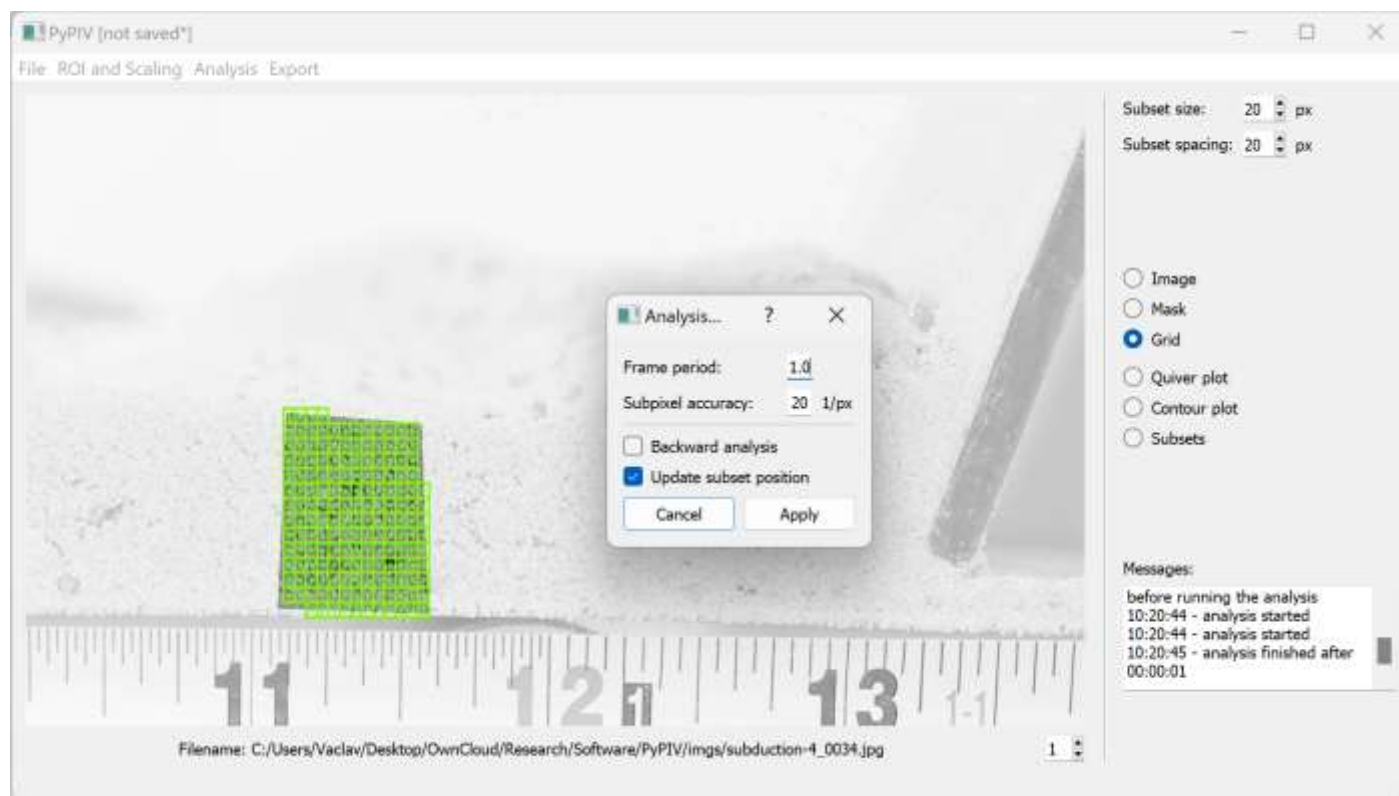 PyPIV [not saved*]
File ROI and Scaling Analysis Export
Subset size: 20 px
Subset spacing: 20 px
Image
Mask
Grid
Quiver plot
Contour plot
Subsets
Analysis... ?
Frame period: 1.0
Subpixel accuracy: 20 1/px
Backward analysis
Update subset position
Cancel Apply
Messages:
before running the analysis
10:20:44 - analysis started
10:20:44 - analysis started
10:20:45 - analysis finished after
00:00:01
11 12 1 13 1-1
Filename: C:/Users/Vaclav/Desktop/OwnCloud/Research/Software/PyPIV/imgs/subduction-4_0034.jpg 1